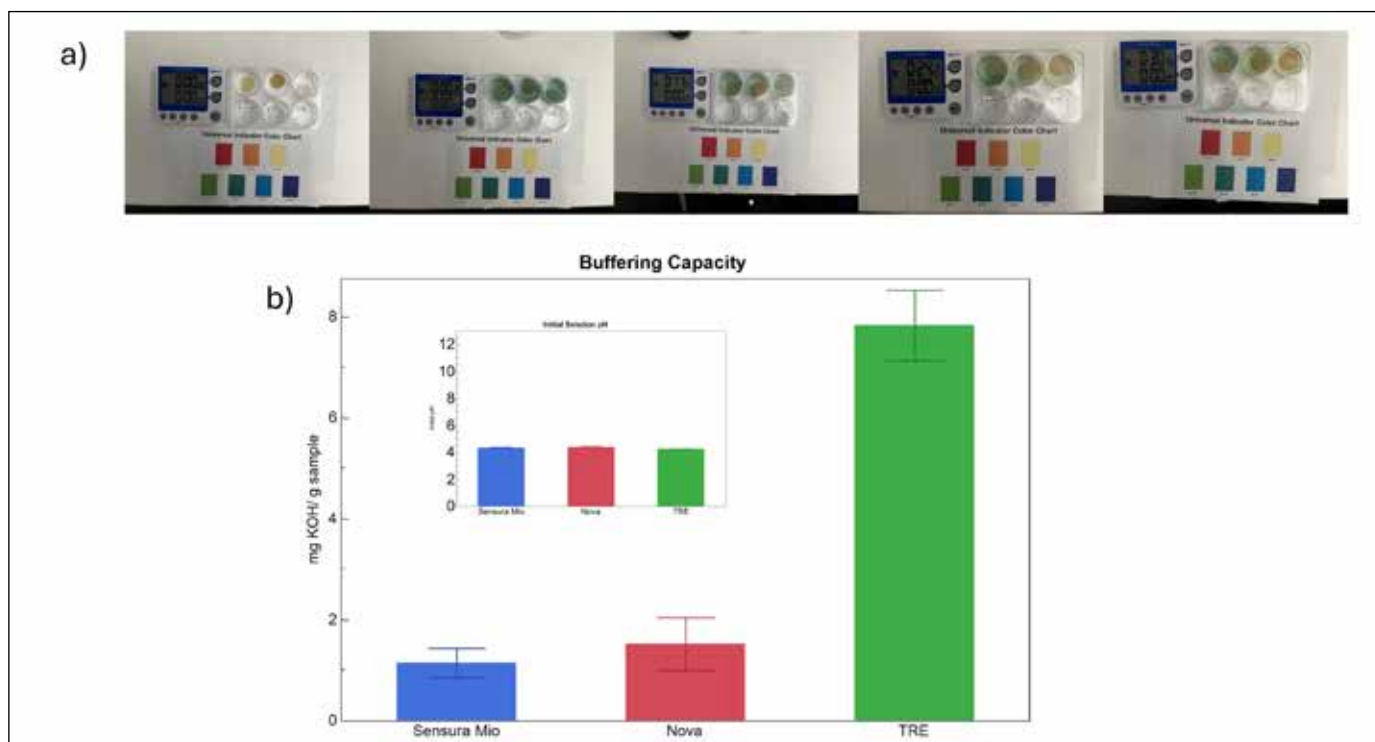 a)
Universal Indicator Color Chart
Universal Indicator Color Chart
Universal Indicator Color Chart
Universal Indicator Color Chart
Universal Indicator Color Chart
b)
Buffering Capacity
mg KOH/ g sample
8
6
4
2
0
Initial Solution pH
12
10
8
6
4
2
0
Sensura Mio
Nova
TRE
Sensura Mio
Nova
TRE